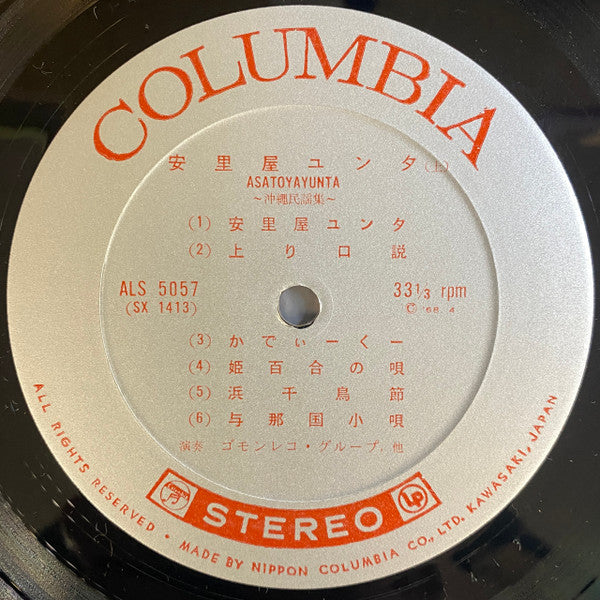 COLUMBIA
安里屋ユンタ(上)
ASATOYAYUNTA
～沖縄民謡集～
(1) 安里屋ユンタ
(2) 上り口説
ALS 5057
(SX 1413)
33 1/3 rpm
© '68. 4
(3) かでぃーくー
(4) 姫百合の唄
(5) 浜千鳥節
(6) 与那国小唄
演奏 ゴモンレコ・グループ. 他
STEREO
LP
ALL RIGHTS RESERVED • MADE BY NIPPON COLUMBIA CO., LTD. KAWASAKI, JAPAN